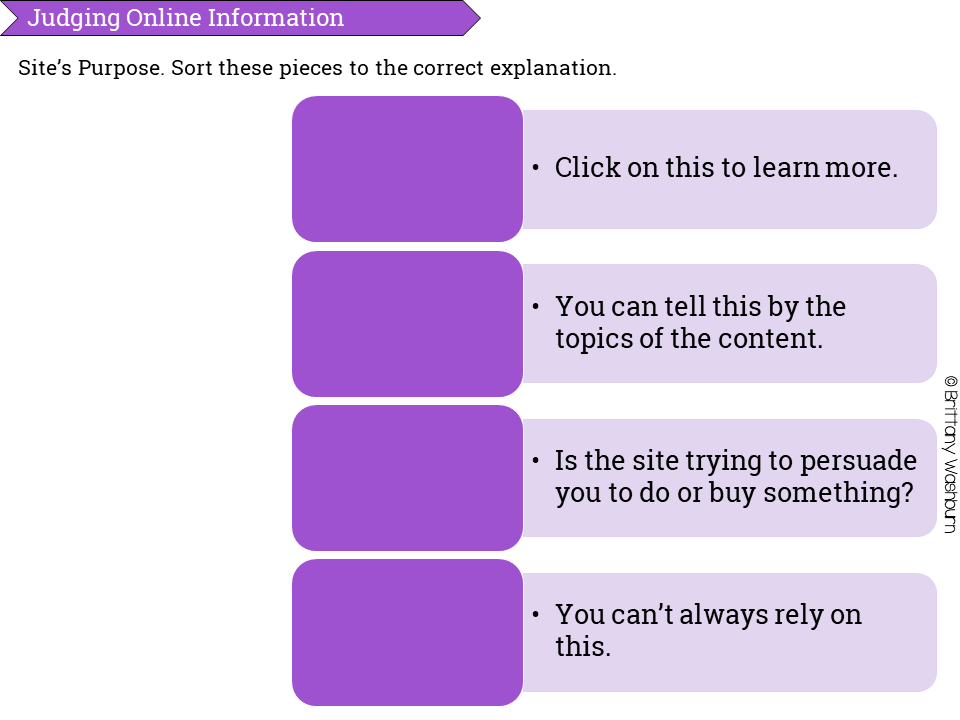 Judging Online Information
Site’s Purpose. Sort these pieces to the correct explanation.
• Click on this to learn more.
• You can tell this by the
topics of the content.
• Is the site trying to persuade
you to do or buy something?
• You can’t always rely on
this.
© Brittany Washburn